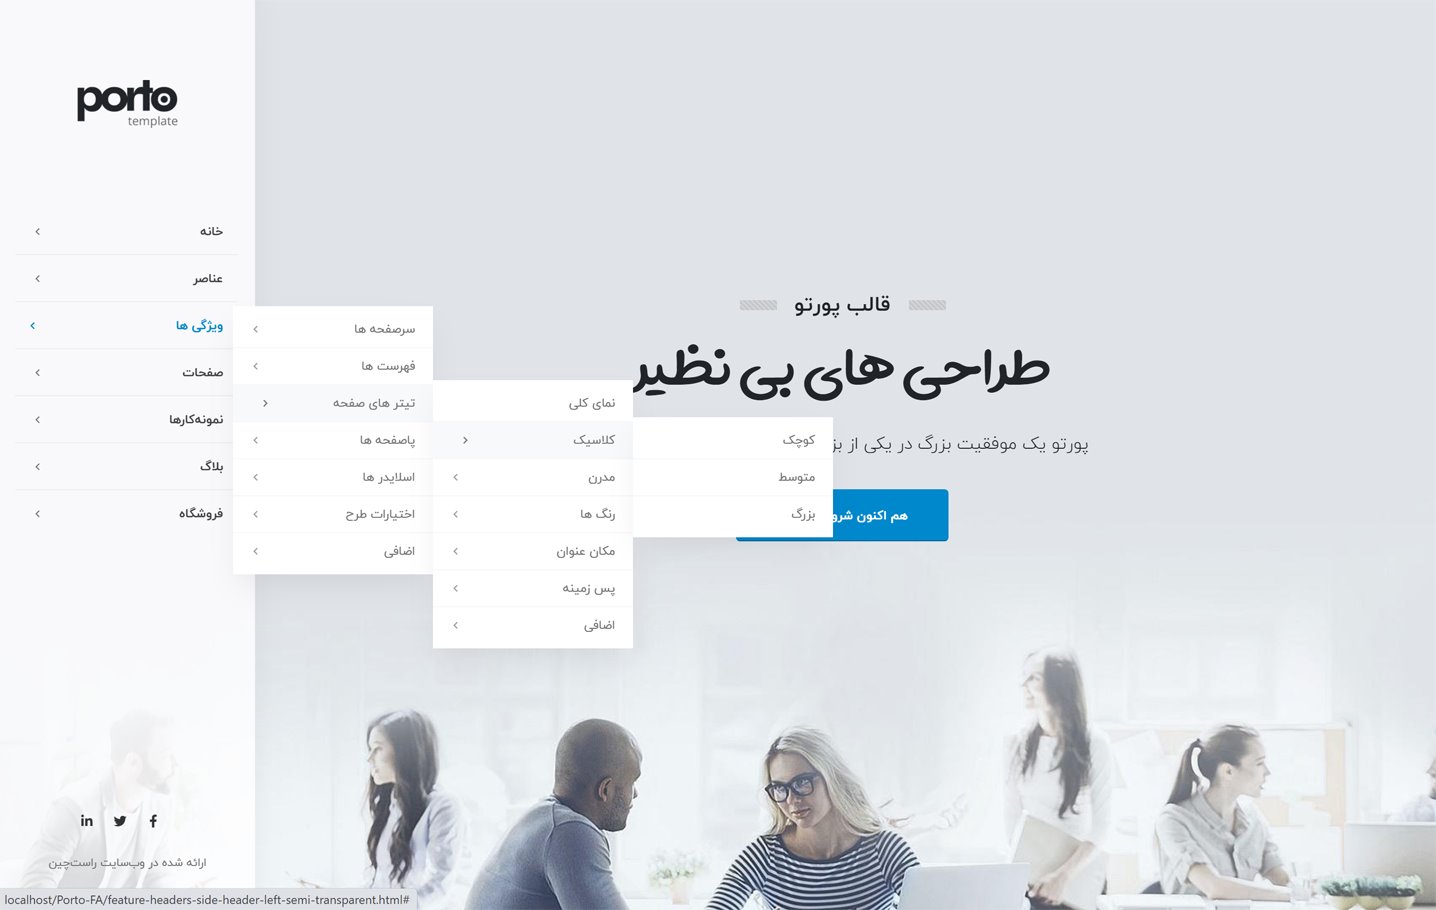 porto
template
خانه
عناصر
ویژگی ها
صفحات
نمونه‌کارها
بلاگ
فروشگاه
سرصفحه ها
فهرست ها
تیتر های صفحه
پاصفحه ها
اسلایدر ها
اختیارات طرح
اضافی
نمای کلی
کلاسیک
مدرن
رنگ ها
مکان عنوان
پس زمینه
اضافی
کوچک
متوسط
بزرگ
قالب پورتو
طراحی های بی نظیر
پورتو یک موفقیت بزرگ در یکی از
هم اکنون
ارائه شده در وب‌سایت راست‌چین
localhost/Porto-FA/feature-headers-side-header-left-semi-transparent.html#